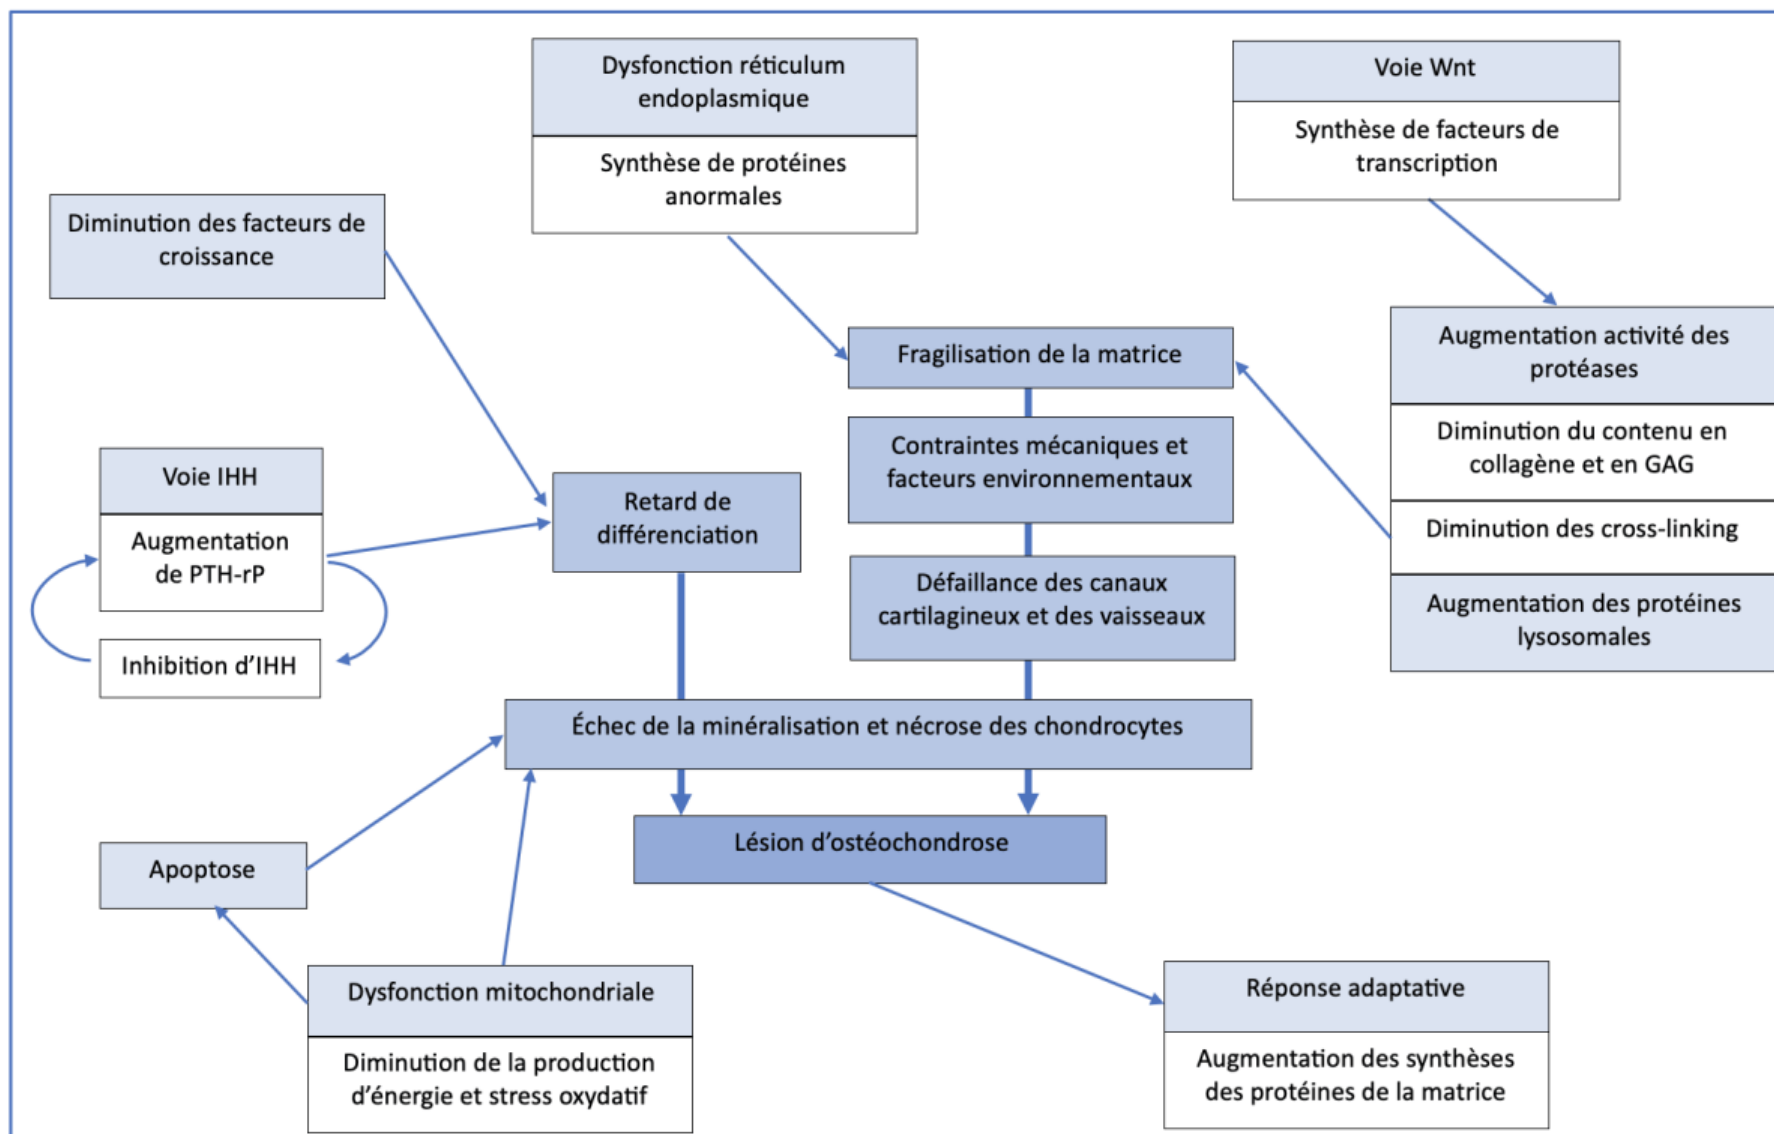 Dysfonction réticulum
endoplasmique
Synthèse de protéines
anormales
Voie Wnt
Synthèse de facteurs de
transcription
Diminution des facteurs de
croissance
Fragilisation de la matrice
Augmentation activité des
protéases
Diminution du contenu en
collagène et en GAG
Diminution des cross-linking
Augmentation des protéines
lysosomales
Contraintes mécaniques et
facteurs environnementaux
Voie IHH
Augmentation
de PTH-rP
Inhibition d’IHH
Retard de
différenciation
Défaillance des canaux
cartilagineux et des vaisseaux
Échec de la minéralisation et nécrose des chondrocytes
Lésion d’ostéochondrose
Apoptose
Dysfonction mitochondriale
Diminution de la production
d’énergie et stress oxydatif
Réponse adaptative
Augmentation des synthèses
des protéines de la matrice